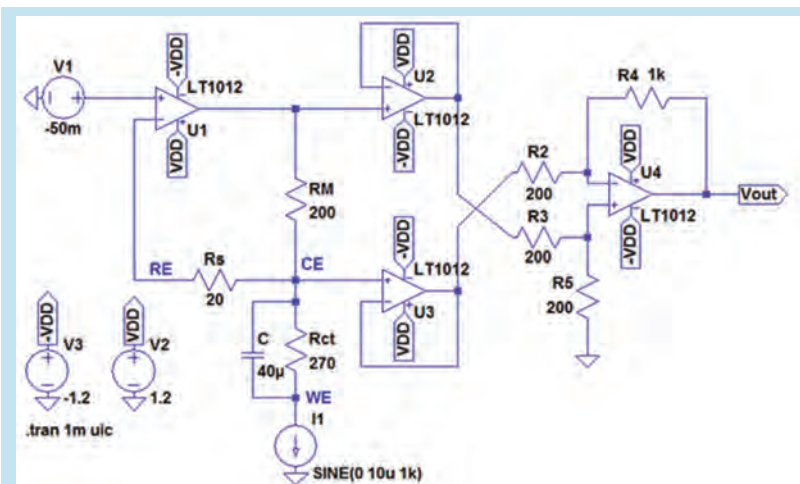 V1
-50m
-VDD
LT1012
VDD
U1
VDD
U2
LT1012
-VDD
R4 1k
R2
200
VDD
U4
LT1012
-VDD
Vout
R3
200
R5
200
RM
200
RE
Rs
20
CE
-VDD
LT1012
U3
VDD
C
40µ
Rct
270
WE
I1
SINE(0 10u 1k)
-VDD
V3
-1.2
VDD
V2
1.2
.tran 1m uic